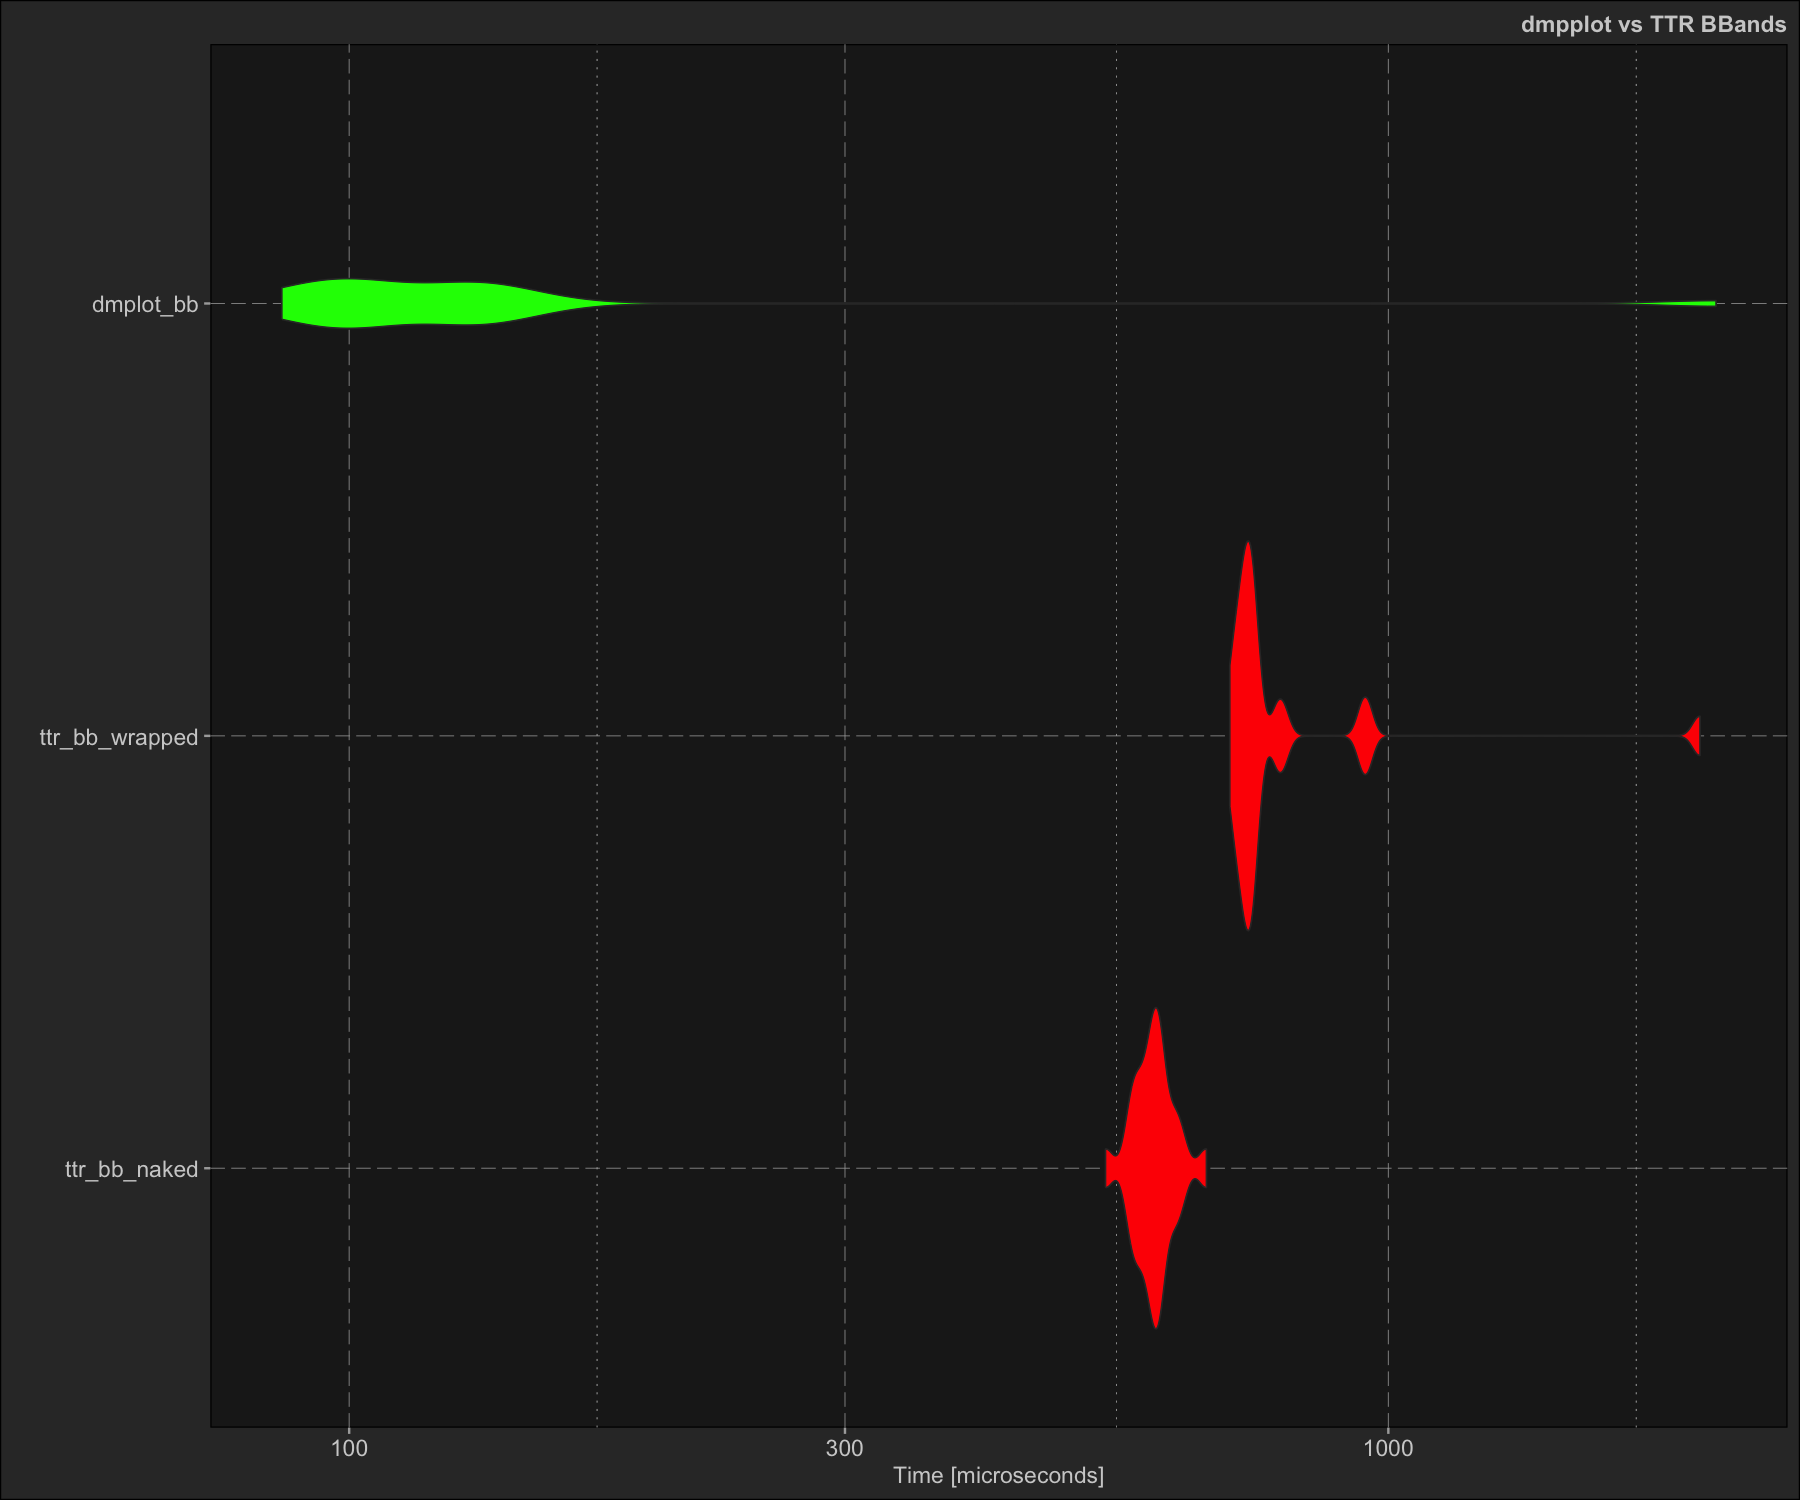 dmpplot vs TTR BBands
dmplot_bb
ttr_bb_wrapped
ttr_bb_naked
100 300 1000
Time [microseconds]